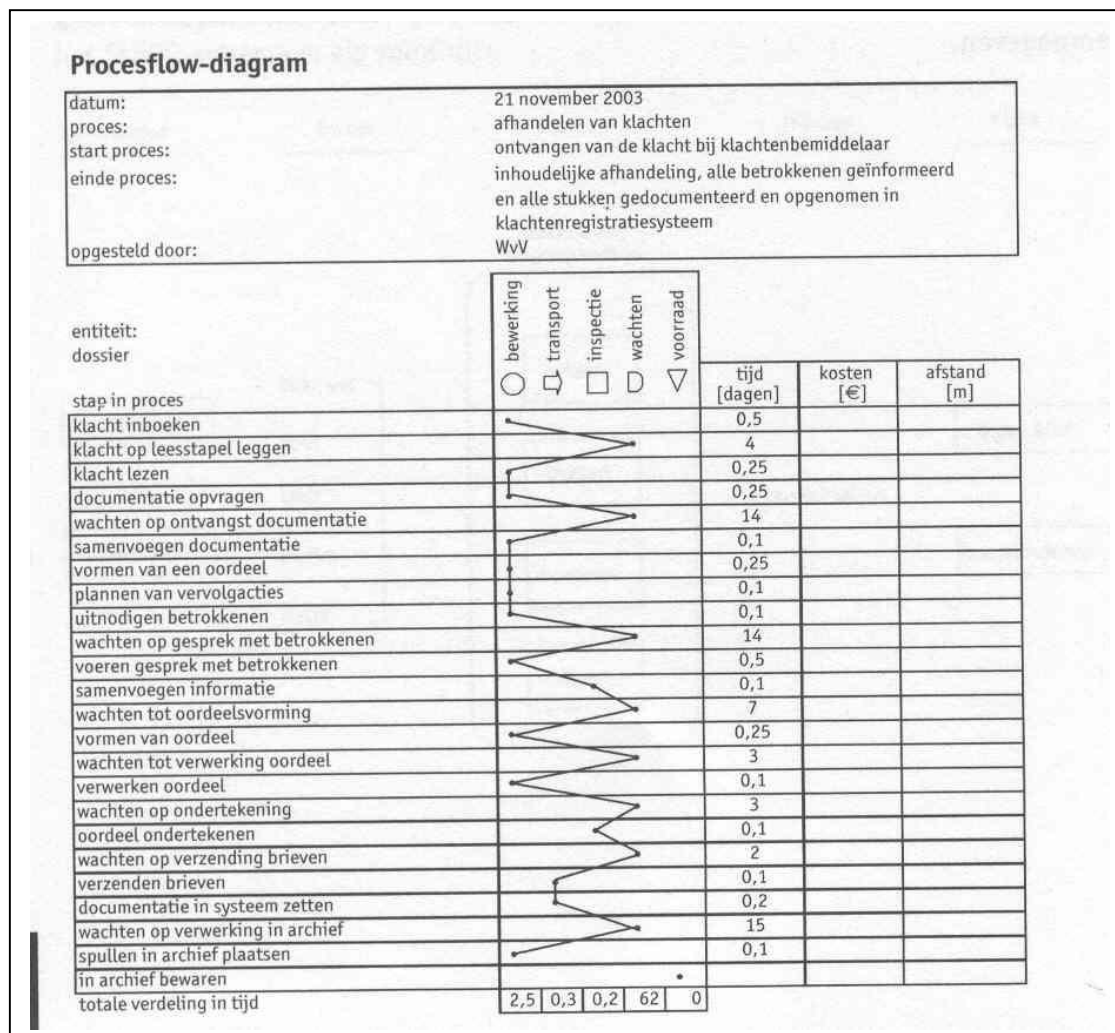 Procesflow-diagram
datum: 21 november 2003
proces: afhandelen van klachten
start proces: ontvangen van de klacht bij klachtenbemiddelaar
einde proces: inhoudelijke afhandeling, alle betrokkenen geïnformeerd
en alle stukken gedocumenteerd en opgenomen in
klachtenregistratiesysteem
opgesteld door: WvV
entiteit:
dossier
bewerking transport inspectie wachten voorraad
stap in proces tijd [dagen] kosten [€] afstand [m]
klacht inboeken 0,5
klacht op leesstapel leggen 4
klacht lezen 0,25
documentatie opvragen 0,25
wachten op ontvangst documentatie 14
samenvoegen documentatie 0,1
vormen van een oordeel 0,25
plannen van vervolgacties 0,1
uitnodigen betrokkenen 0,1
wachten op gesprek met betrokkenen 14
voeren gesprek met betrokkenen 0,5
samenvoegen informatie 0,1
wachten tot oordeelsvorming 7
vormen van oordeel 0,25
wachten tot verwerking oordeel 3
verwerken oordeel 0,1
wachten op ondertekening 3
oordeel ondertekenen 0,1
wachten op verzending brieven 2
verzenden brieven 0,1
documentatie in systeem zetten 0,2
wachten op verwerking in archief 15
spullen in archief plaatsen 0,1
in archief bewaren
totale verdeling in tijd 2,5 0,3 0,2 62 0